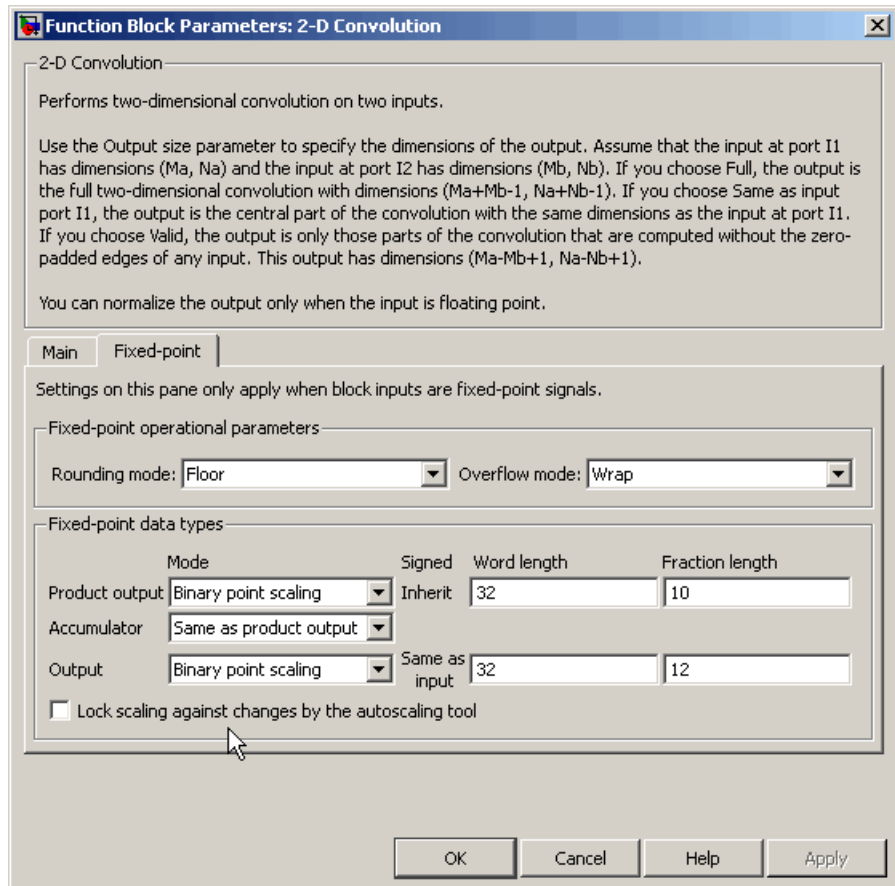 Function Block Parameters: 2-D Convolution
2-D Convolution
Performs two-dimensional convolution on two inputs.
Use the Output size parameter to specify the dimensions of the output. Assume that the input at port I1
has dimensions (Ma, Na) and the input at port I2 has dimensions (Mb, Nb). If you choose Full, the output is
the full two-dimensional convolution with dimensions (Ma+Mb-1, Na+Nb-1). If you choose Same as input
port I1, the output is the central part of the convolution with the same dimensions as the input at port I1.
If you choose Valid, the output is only those parts of the convolution that are computed without the zero-
padded edges of any input. This output has dimensions (Ma-Mb+1, Na-Nb+1).
You can normalize the output only when the input is floating point.
Main Fixed-point
Settings on this pane only apply when block inputs are fixed-point signals.
Fixed-point operational parameters
Rounding mode: Floor Overflow mode: Wrap
Fixed-point data types
Mode Signed Word length Fraction length
Product output Binary point scaling Inherit 32 10
Accumulator Same as product output
Output Binary point scaling Same as input 32 12
Lock scaling against changes by the autoscaling tool
OK Cancel Help Apply